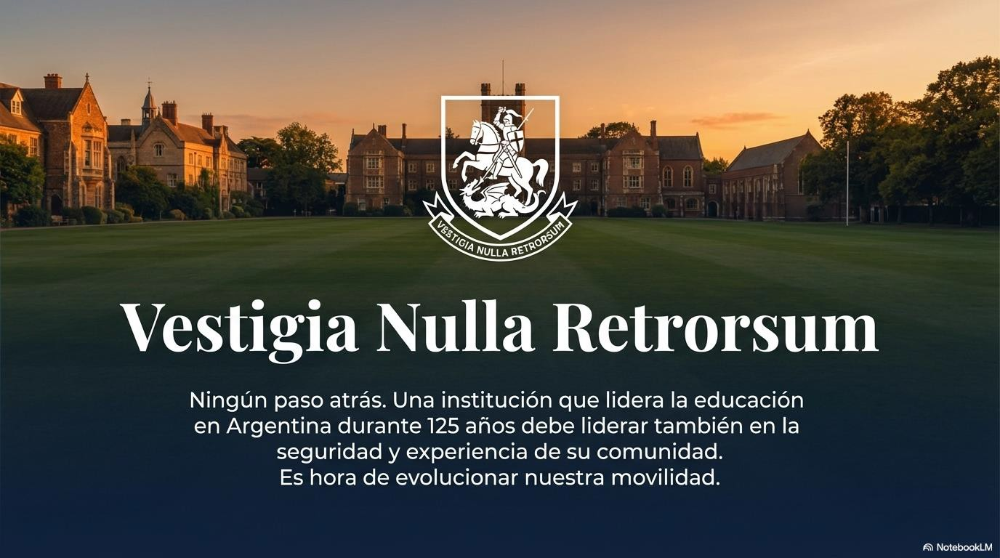 VESTIGIA NULLA RETRORSUM
Vestigia Nulla Retrorsum
Ningún paso atrás. Una institución que lidera la educación
en Argentina durante 125 años debe liderar también en la
seguridad y experiencia de su comunidad.
Es hora de evolucionar nuestra movilidad.
NotebookLM